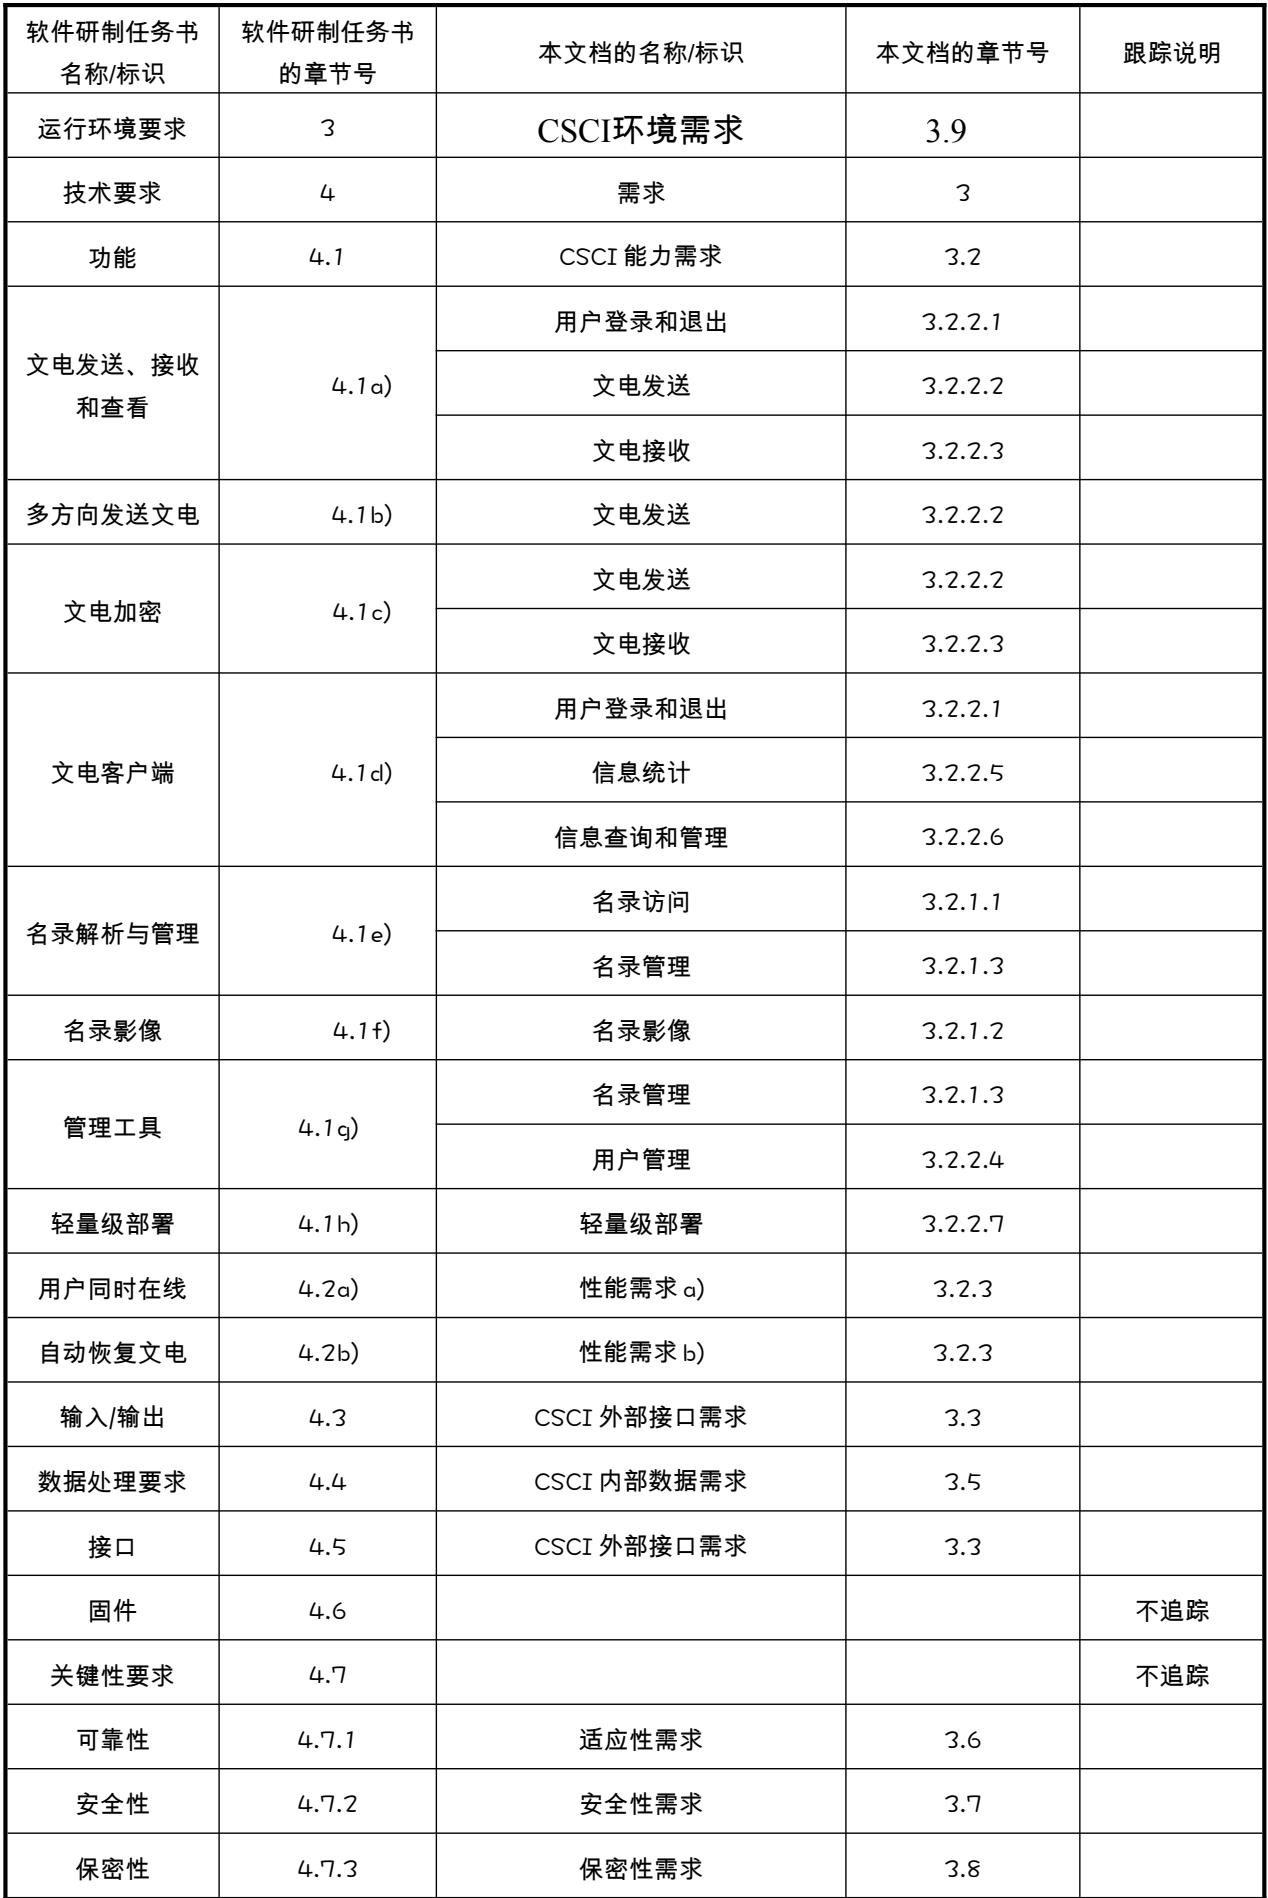 软件研制任务书名称/标识 软件研制任务书的章节号 本文档的名称/标识 本文档的章节号 跟踪说明
运行环境要求 3 CSCI环境需求 3.9
技术要求 4 需求 3
功能 4.1 CSCI 能力需求 3.2
文电发送、接收和查看 4.1a) 用户登录和退出 3.2.2.1
文电发送 3.2.2.2
文电接收 3.2.2.3
多方向发送文电 4.1b) 文电发送 3.2.2.2
文电加密 4.1c) 文电发送 3.2.2.2
文电接收 3.2.2.3
文电客户端 4.1d) 用户登录和退出 3.2.2.1
信息统计 3.2.2.5
信息查询和管理 3.2.2.6
名录解析与管理 4.1e) 名录访问 3.2.1.1
名录管理 3.2.1.3
名录影像 4.1f) 名录影像 3.2.1.2
管理工具 4.1g) 名录管理 3.2.1.3
用户管理 3.2.2.4
轻量级部署 4.1h) 轻量级部署 3.2.2.7
用户同时在线 4.2a) 性能需求 a) 3.2.3
自动恢复文电 4.2b) 性能需求 b) 3.2.3
输入/输出 4.3 CSCI 外部接口需求 3.3
数据处理要求 4.4 CSCI 内部数据需求 3.5
接口 4.5 CSCI 外部接口需求 3.3
固件 4.6 不追踪
关键性要求 4.7 不追踪
可靠性 4.7.1 适应性需求 3.6
安全性 4.7.2 安全性需求 3.7
保密性 4.7.3 保密性需求 3.8